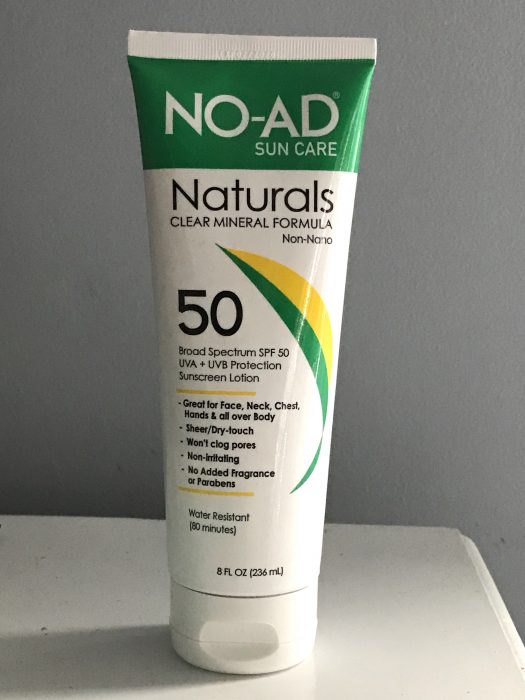 NO-AD®
SUN CARE
Naturals
CLEAR MINERAL FORMULA
Non-Nano
50
Broad Spectrum SPF 50
UVA + UVB Protection
Sunscreen Lotion
- Great for Face, Neck, Chest,
Hands & all over Body
- Sheer/Dry-touch
- Won't clog pores
- Non-irritating
- No Added Fragrance
or Parabens
Water Resistant
(80 minutes)
8 FL OZ (236 mL)